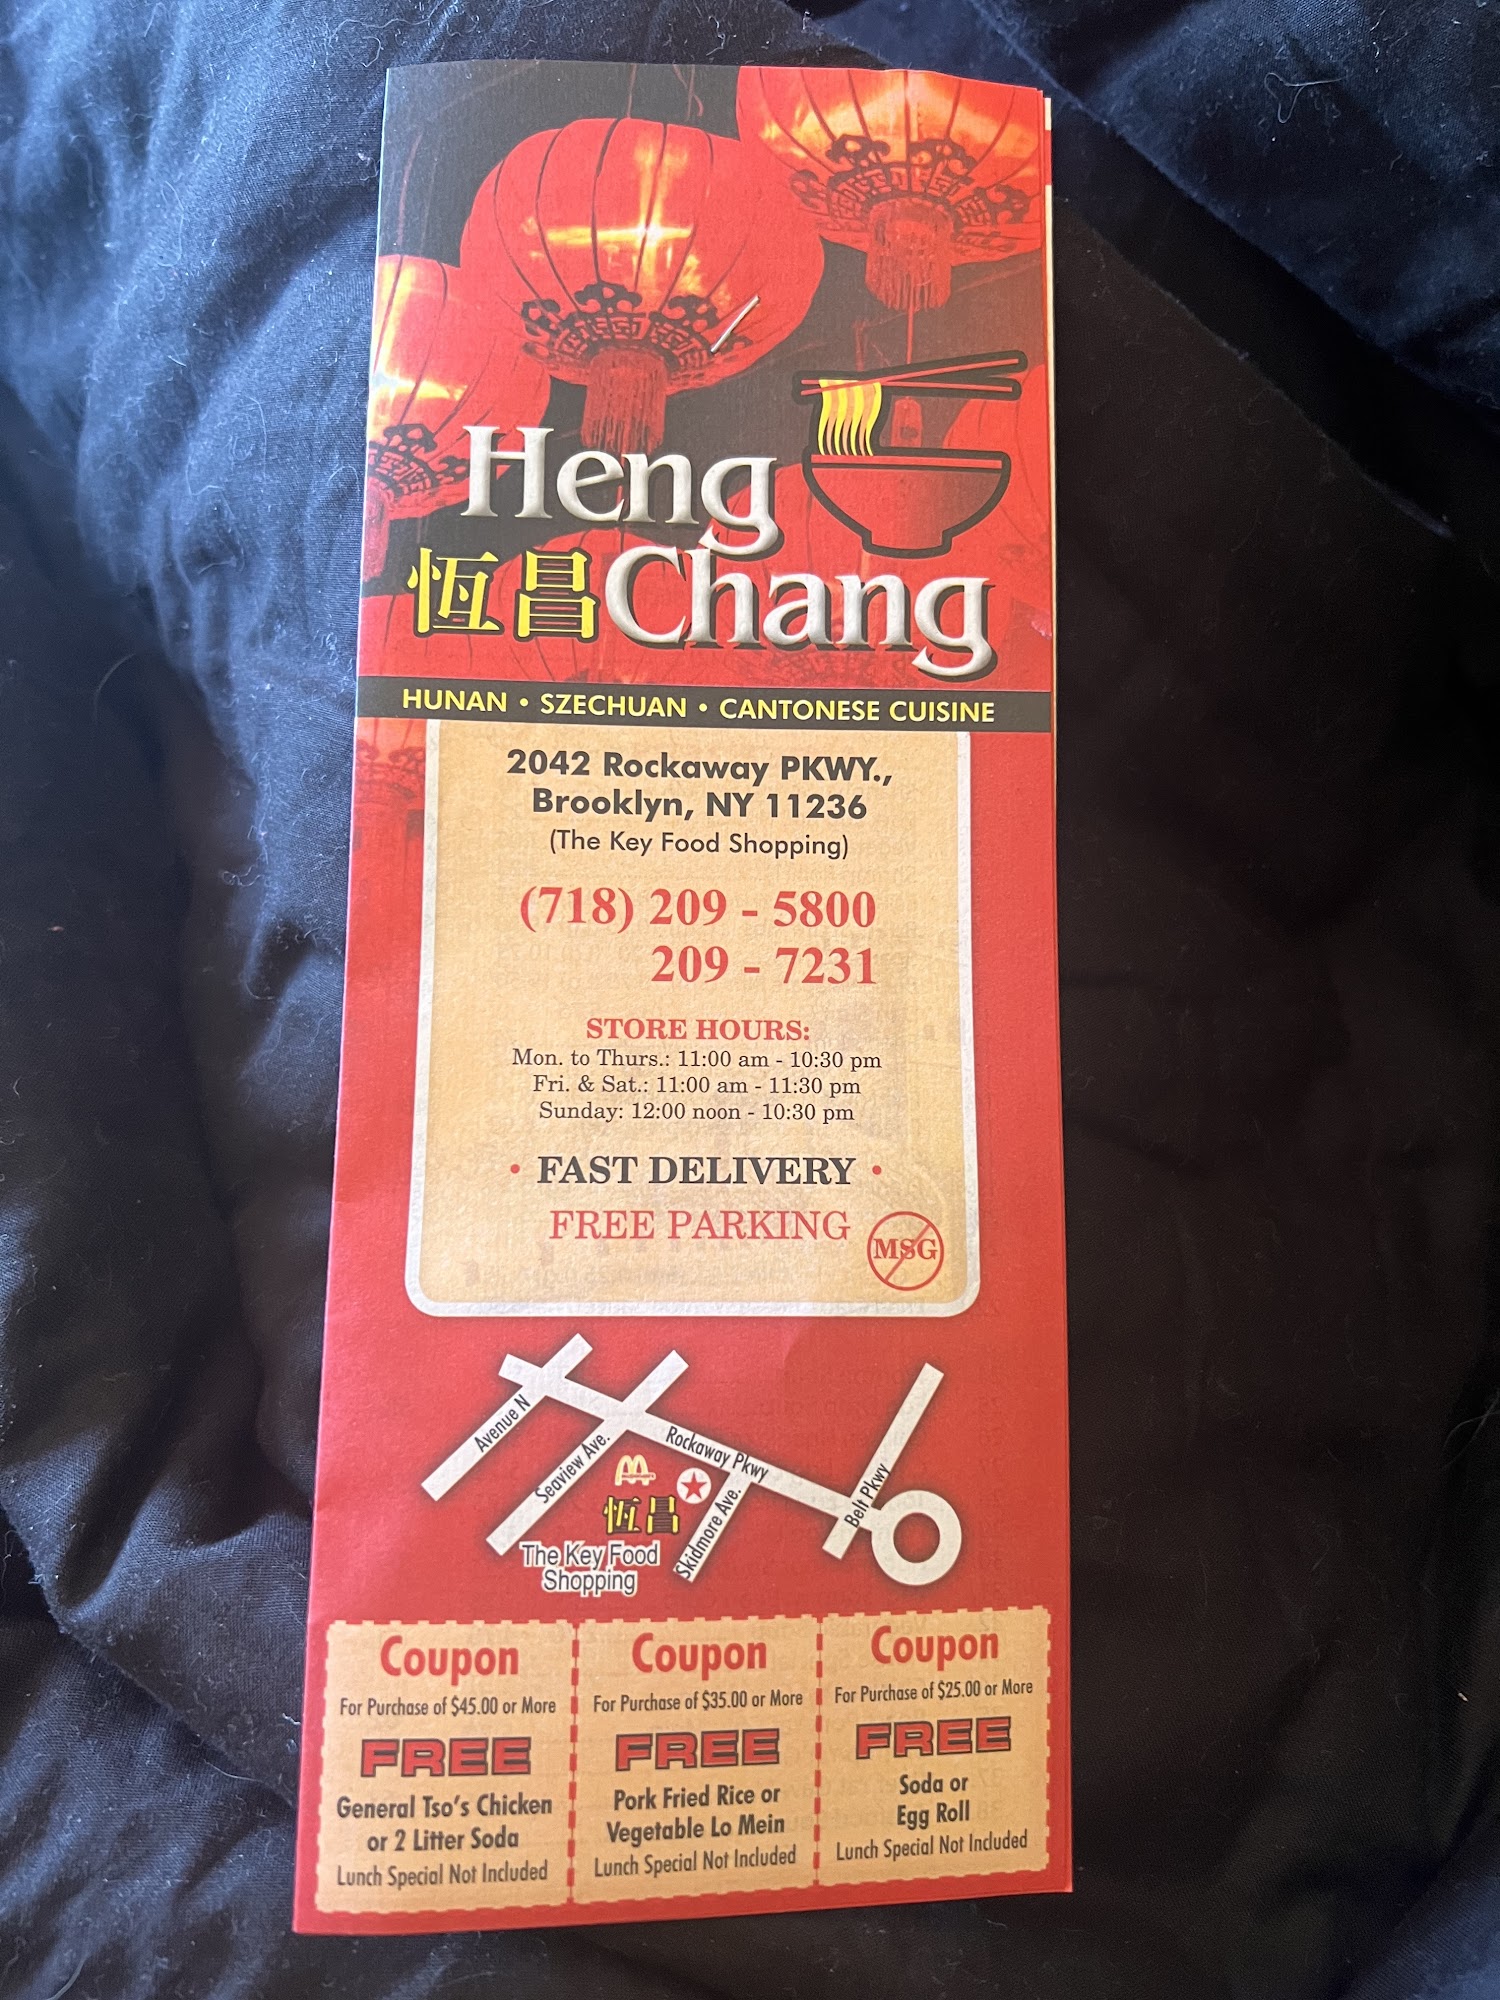 Heng
恆昌Chang
HUNAN • SZECHUAN • CANTONESE CUISINE
2042 Rockaway PKWY.,
Brooklyn, NY 11236
(The Key Food Shopping)
(718) 209 - 5800
209 - 7231
STORE HOURS:
Mon. to Thurs.: 11:00 am - 10:30 pm
Fri. & Sat.: 11:00 am - 11:30 pm
Sunday: 12:00 noon - 10:30 pm
• FAST DELIVERY •
FREE PARKING
MSG
Avenue N
Seaview Ave.
Rockaway Pkwy
Skidmore Ave.
Belt Pkwy
恆昌
The Key Food
Shopping
Coupon
For Purchase of $45.00 or More
FREE
General Tso's Chicken
or 2 Litter Soda
Lunch Special Not Included
Coupon
For Purchase of $35.00 or More
FREE
Pork Fried Rice or
Vegetable Lo Mein
Lunch Special Not Included
Coupon
For Purchase of $25.00 or More
FREE
Soda or
Egg Roll
Lunch Special Not Included